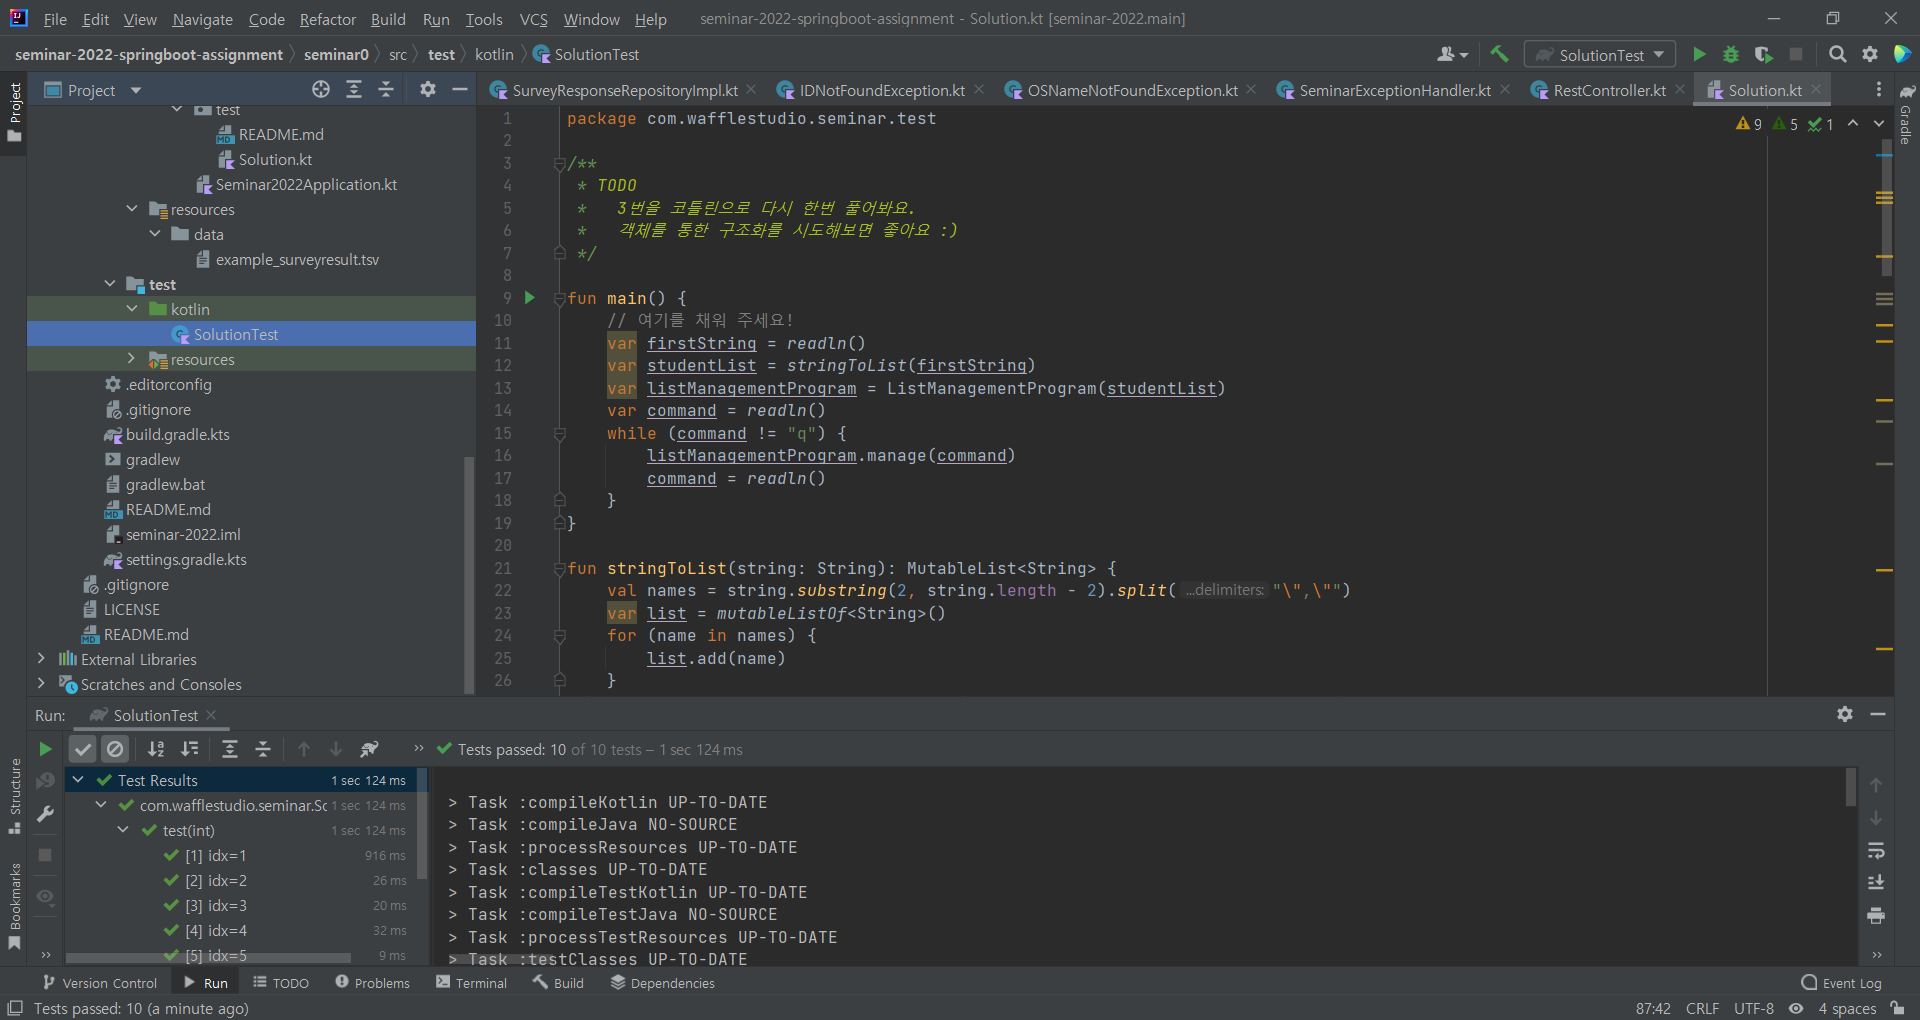 File Edit View Navigate Code Refactor Build Run Tools VCS Window Help seminar-2022-springboot-assignment - Solution.kt [seminar-2022.main]
seminar-2022-springboot-assignment seminar0 src test kotlin SolutionTest
SolutionTest
Project
SurveyResponseRepositoryImpl.kt IDNotFoundException.kt OSNameNotFoundException.kt SeminarExceptionHandler.kt RestController.kt Solution.kt
Project
Gradle
test
README.md
Solution.kt
Seminar2022Application.kt
resources
data
example_surveyresult.tsv
test
kotlin
SolutionTest
resources
.editorconfig
.gitignore
build.gradle.kts
gradlew
gradlew.bat
README.md
seminar-2022.iml
settings.gradle.kts
.gitignore
LICENSE
README.md
External Libraries
Scratches and Consoles
9 5 1
1 package com.wafflestudio.seminar.test
2
3 /**
4 * TODO
5 * 3번을 코틀린으로 다시 한번 풀어봐요.
6 * 객체를 통한 구조화를 시도해보면 좋아요 :)
7 */
8
9 fun main() {
10 // 여기를 채워 주세요!
11 var firstString = readln()
12 var studentList = stringToList(firstString)
13 var listManagementProgram = ListManagementProgram(studentList)
14 var command = readln()
15 while (command != "q") {
16 listManagementProgram.manage(command)
17 command = readln()
18 }
19 }
20
21 fun stringToList(string: String): MutableList<String> {
22 val names = string.substring(2, string.length - 2).split( ...delimiters: "\",\"")
23 var list = mutableListOf<String>()
24 for (name in names) {
25 list.add(name)
26 }
Run: SolutionTest
Tests passed: 10 of 10 tests – 1 sec 124 ms
Test Results 1 sec 124 ms
com.wafflestudio.seminar.Sc 1 sec 124 ms
test(int) 1 sec 124 ms
[1] idx=1 916 ms
[2] idx=2 26 ms
[3] idx=3 20 ms
[4] idx=4 32 ms
[5] idx=5 9 ms
> Task :compileKotlin UP-TO-DATE
> Task :compileJava NO-SOURCE
> Task :processResources UP-TO-DATE
> Task :classes UP-TO-DATE
> Task :compileTestKotlin UP-TO-DATE
> Task :compileTestJava NO-SOURCE
> Task :processTestResources UP-TO-DATE
> Task :testClasses UP-TO-DATE
Structure
Bookmarks
Version Control Run TODO Problems Terminal Build Dependencies Event Log
Tests passed: 10 (a minute ago) 87:42 CRLF UTF-8 4 spaces